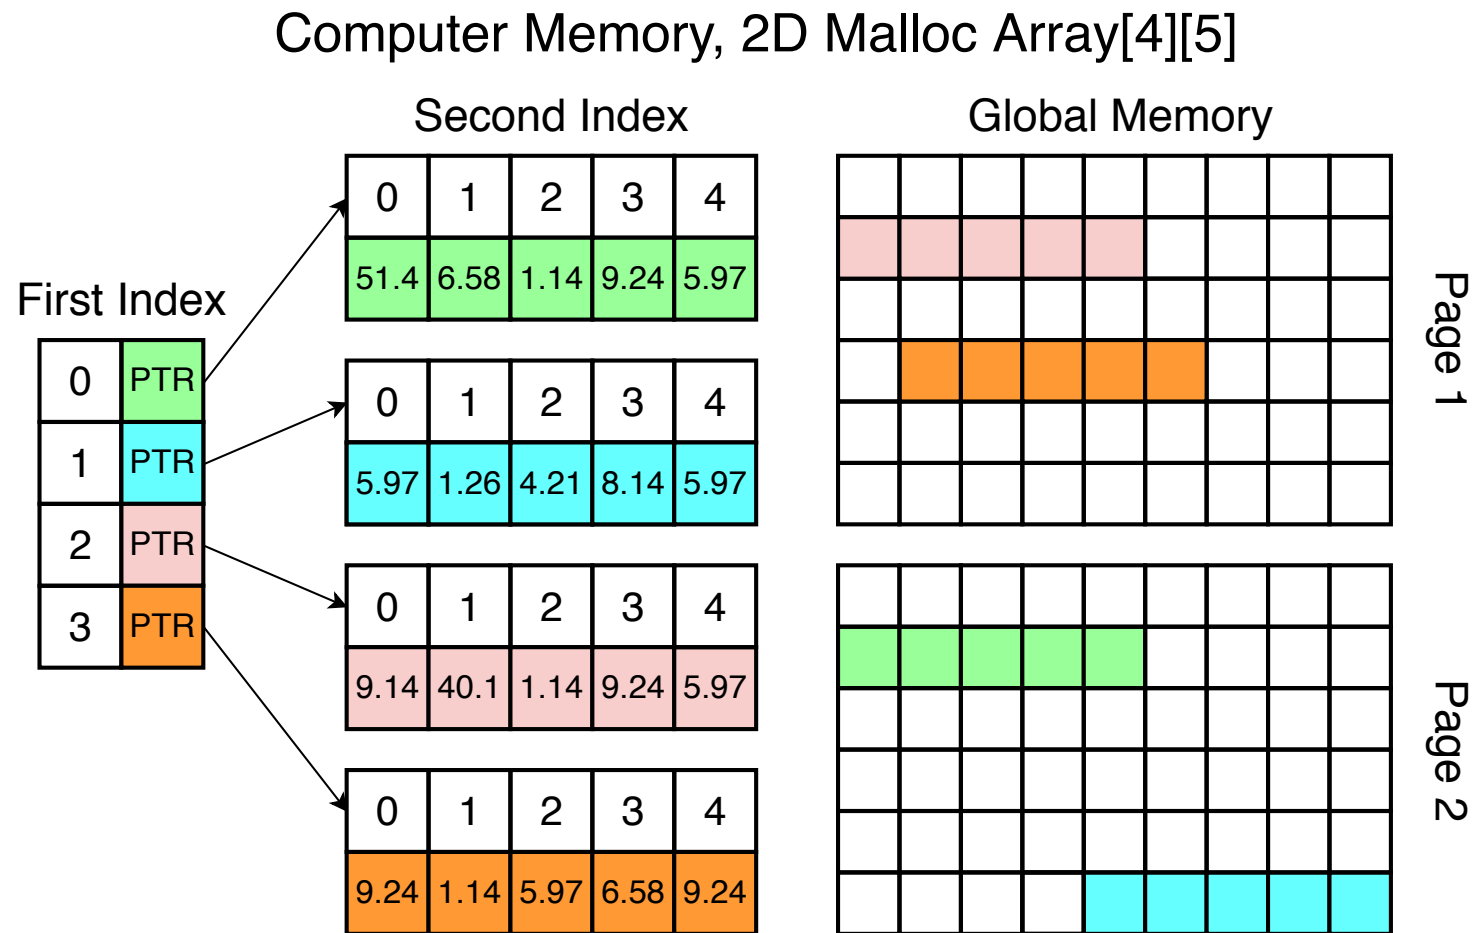 Computer Memory, 2D Malloc Array[4][5]
Second Index
Global Memory
First Index
0 PTR
1 PTR
2 PTR
3 PTR
0 1 2 3 4
51.4 6.58 1.14 9.24 5.97
0 1 2 3 4
5.97 1.26 4.21 8.14 5.97
0 1 2 3 4
9.14 40.1 1.14 9.24 5.97
0 1 2 3 4
9.24 1.14 5.97 6.58 9.24
Page 1
Page 2